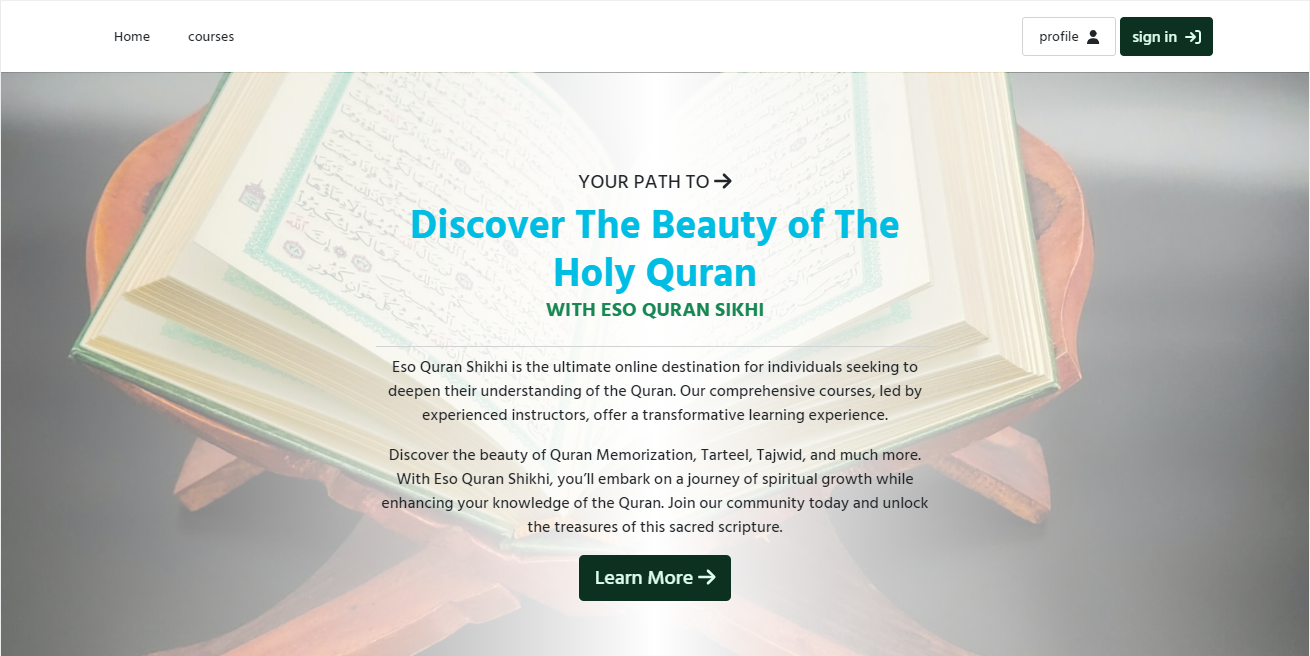 Home courses profile sign in
YOUR PATH TO
Discover The Beauty of The
Holy Quran
WITH ESO QURAN SIKHI
Eso Quran Shikhi is the ultimate online destination for individuals seeking to
deepen their understanding of the Quran. Our comprehensive courses, led by
experienced instructors, offer a transformative learning experience.
Discover the beauty of Quran Memorization, Tarteel, Tajwid, and much more.
With Eso Quran Shikhi, you’ll embark on a journey of spiritual growth while
enhancing your knowledge of the Quran. Join our community today and unlock
the treasures of this sacred scripture.
Learn More